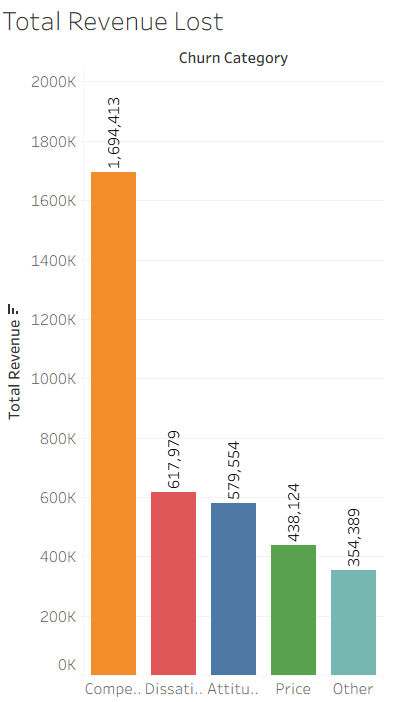 Total Revenue Lost
Churn Category
Total Revenue
2000K
1800K
1600K
1400K
1200K
1000K
800K
600K
400K
200K
0K
1,694,413
617,979
579,554
438,124
354,389
Compe.. Dissati.. Attitu.. Price Other